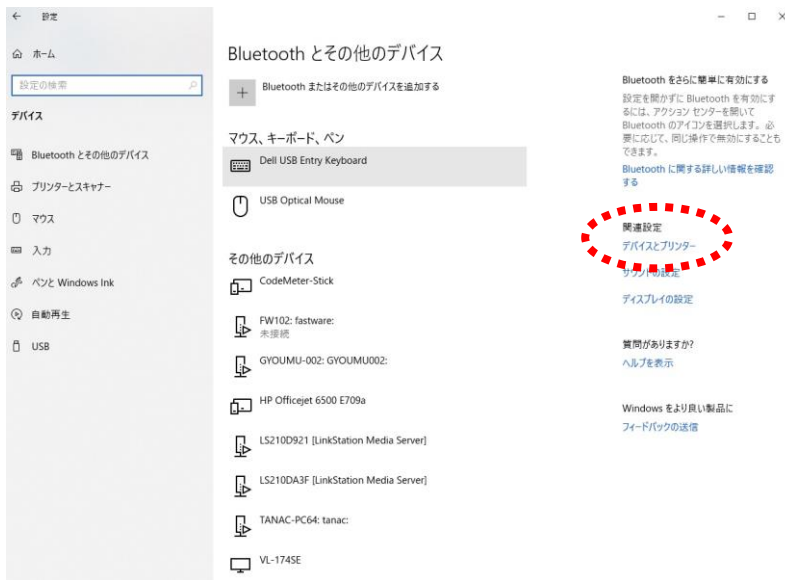 設定
ホーム
設定の検索
デバイス
Bluetooth とその他のデバイス
プリンターとスキャナー
マウス
入力
ペンと Windows Ink
自動再生
USB
Bluetooth とその他のデバイス
Bluetooth またはその他のデバイスを追加する
マウス、キーボード、ペン
Dell USB Entry Keyboard
USB Optical Mouse
その他のデバイス
CodeMeter-Stick
FW102: fastware:
未接続
GYOUMU-002: GYOUMU002:
HP Officejet 6500 E709a
LS210D921 [LinkStation Media Server]
LS210DA3F [LinkStation Media Server]
TANAC-PC64: tanac:
VL-174SE
Bluetooth をさらに簡単に有効にする
設定を開かずに Bluetooth を有効にす
るには、アクション センターを開いて
Bluetooth のアイコンを選択します。必
要に応じて、同じ操作で無効にすることも
できます。
Bluetooth に関する詳しい情報を確認
する
関連設定
デバイスとプリンター
サウンドの設定
ディスプレイの設定
質問がありますか?
ヘルプを表示
Windows をより良い製品に
フィードバックの送信